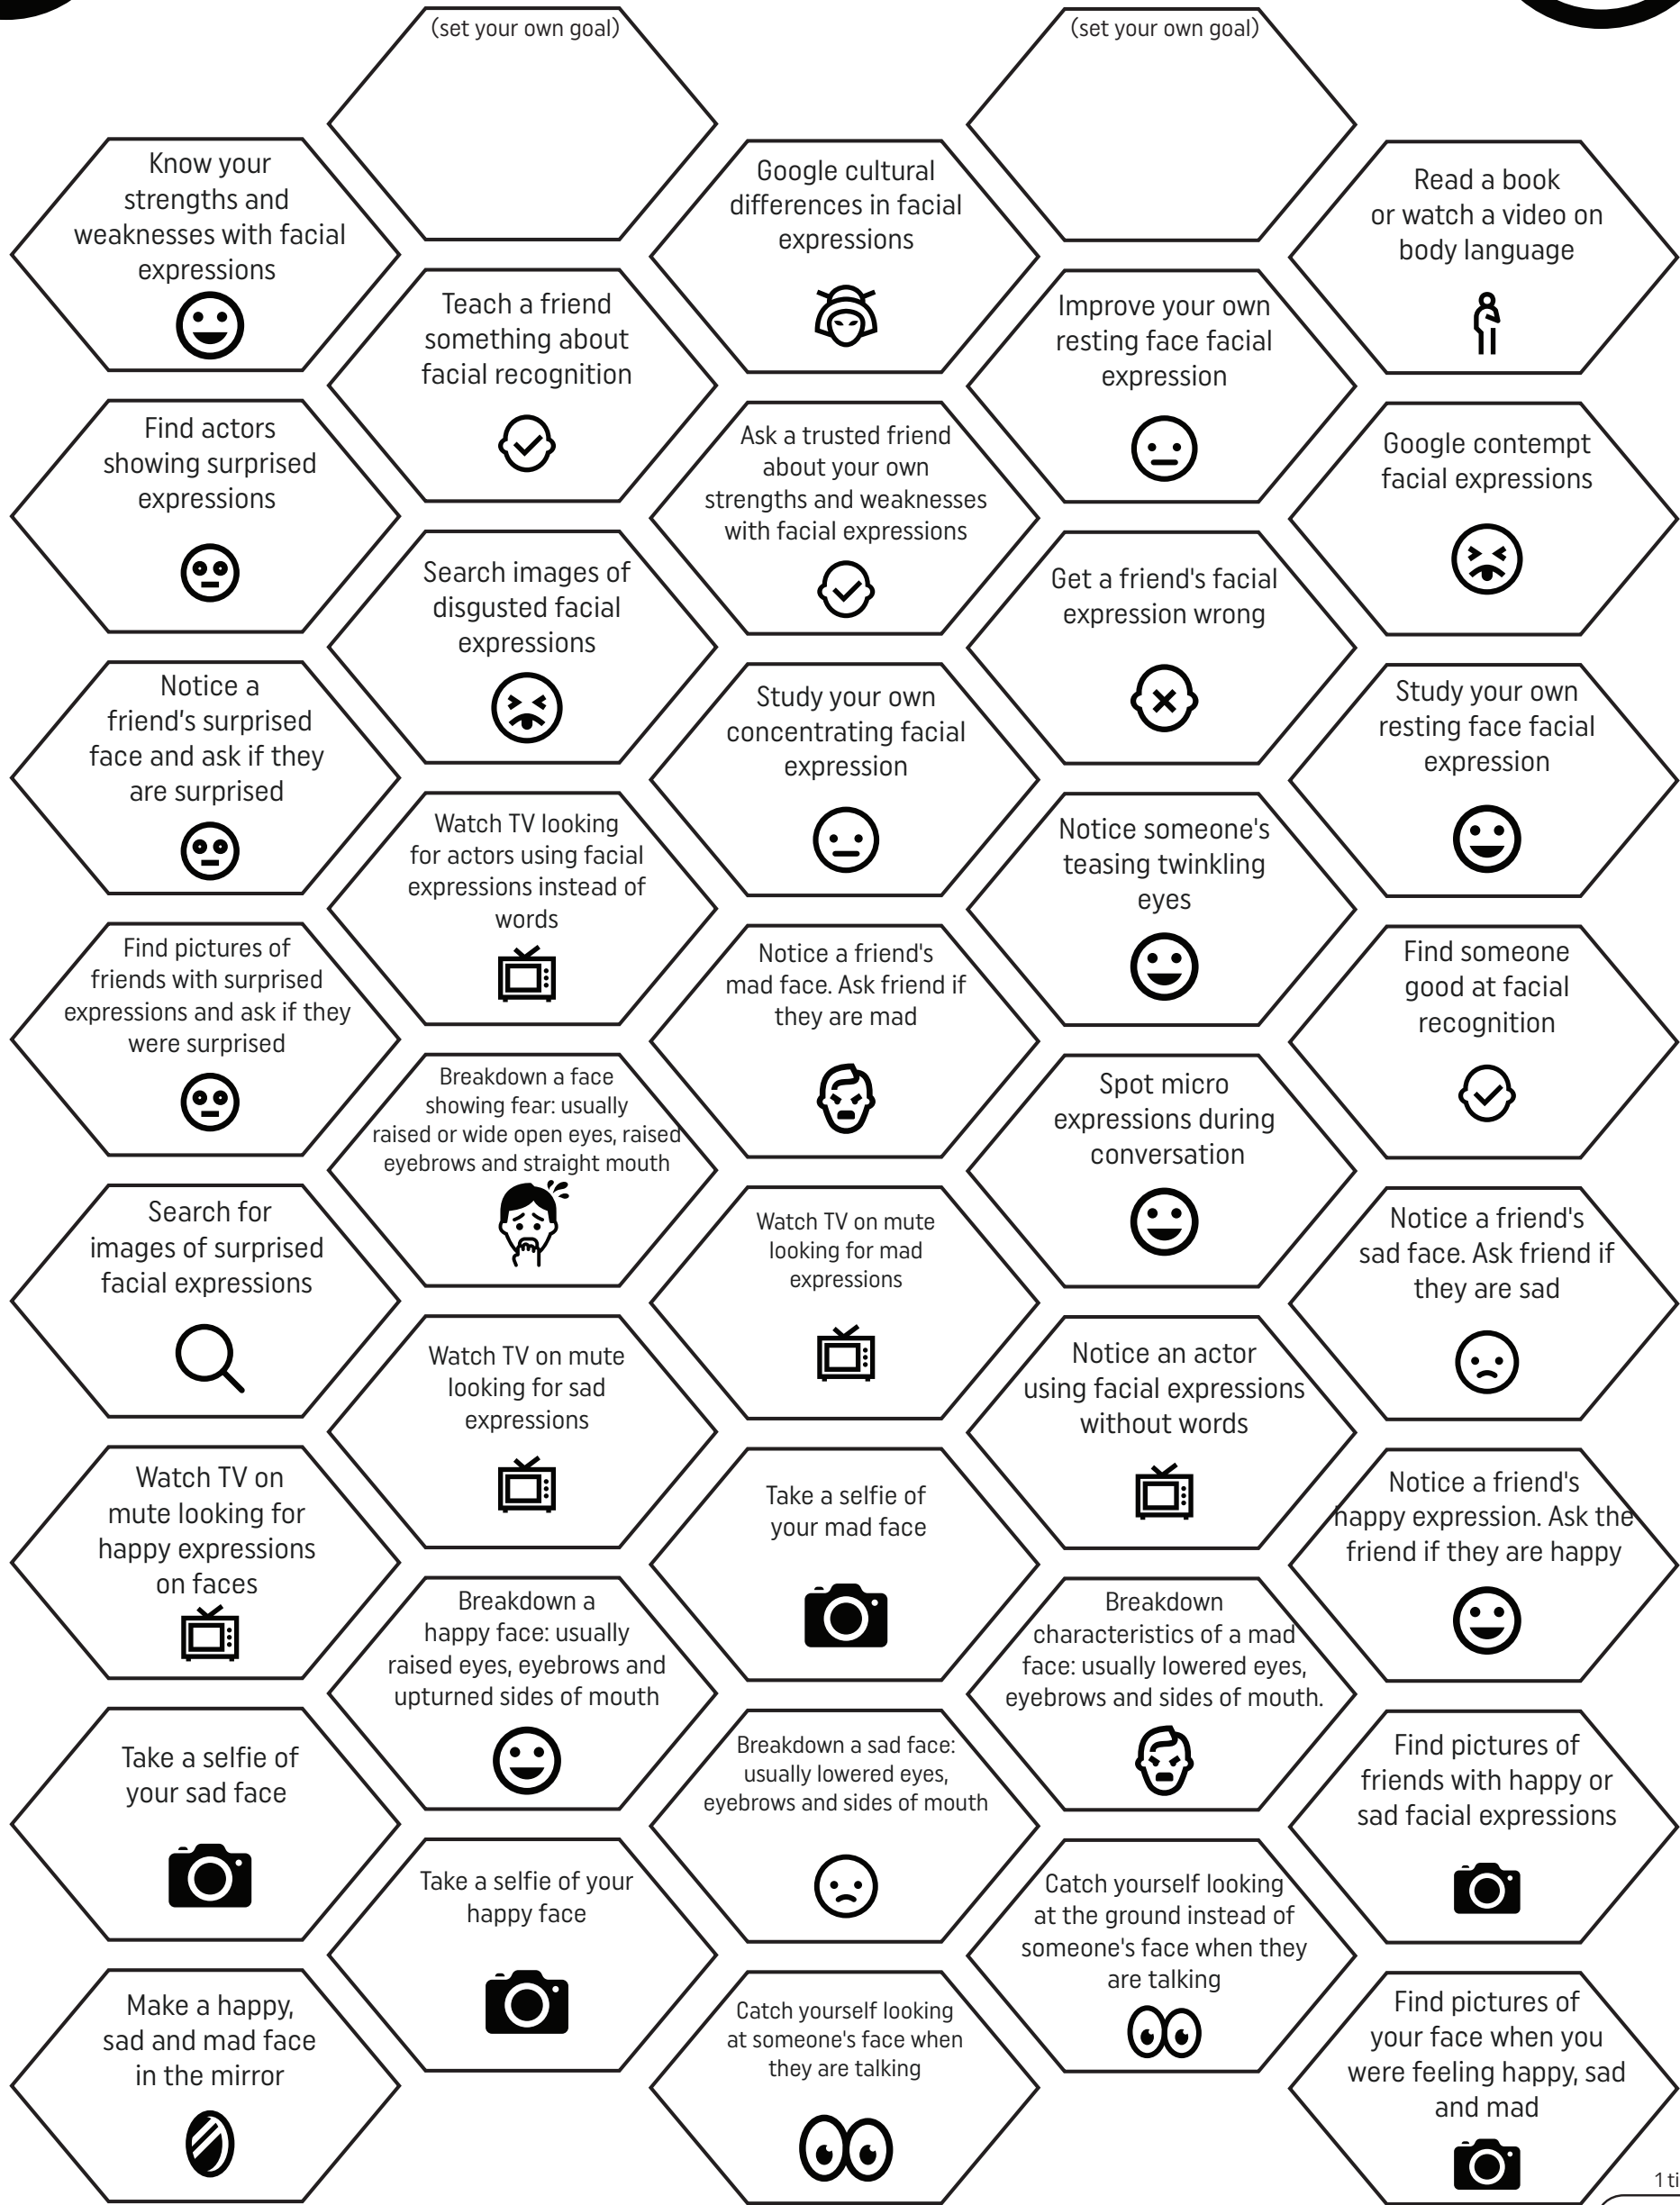 (set your own goal)
(set your own goal)
Know your
strengths and
weaknesses with facial
expressions
Google cultural
differences in facial
expressions
Read a book
or watch a video on
body language
Teach a friend
something about
facial recognition
Improve your own
resting face facial
expression
Find actors
showing surprised
expressions
Ask a trusted friend
about your own
strengths and weaknesses
with facial expressions
Google contempt
facial expressions
Search images of
disgusted facial
expressions
Get a friend's facial
expression wrong
Notice a
friend's surprised
face and ask if they
are surprised
Study your own
concentrating facial
expression
Study your own
resting face facial
expression
Watch TV looking
for actors using facial
expressions instead of
words
Notice someone's
teasing twinkling
eyes
Find pictures of
friends with surprised
expressions and ask if they
were surprised
Notice a friend's
mad face. Ask friend if
they are mad
Find someone
good at facial
recognition
Breakdown a face
showing fear: usually
raised or wide open eyes, raised
eyebrows and straight mouth
Spot micro
expressions during
conversation
Search for
images of surprised
facial expressions
Watch TV on mute
looking for mad
expressions
Notice a friend's
sad face. Ask friend if
they are sad
Watch TV on mute
looking for sad
expressions
Notice an actor
using facial expressions
without words
Watch TV on
mute looking for
happy expressions
on faces
Take a selfie of
your mad face
Notice a friend's
happy expression. Ask the
friend if they are happy
Breakdown a
happy face: usually
raised eyes, eyebrows and
upturned sides of mouth
Breakdown
characteristics of a mad
face: usually lowered eyes,
eyebrows and sides of mouth.
Take a selfie of
your sad face
Breakdown a sad face:
usually lowered eyes,
eyebrows and sides of mouth
Find pictures of
friends with happy or
sad facial expressions
Take a selfie of your
happy face
Catch yourself looking
at the ground instead of
someone's face when they
are talking
Make a happy,
sad and mad face
in the mirror
Catch yourself looking
at someone's face when
they are talking
Find pictures of
your face when you
were feeling happy, sad
and mad
1 ti